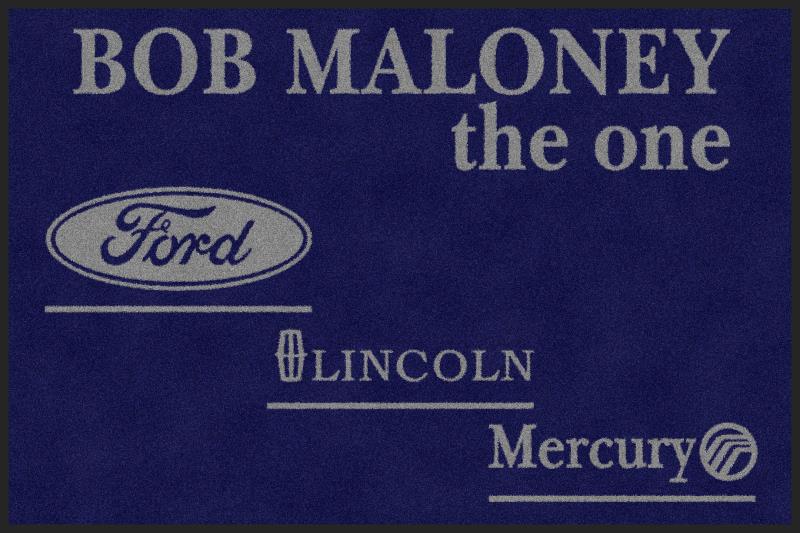 BOB MALONEY
the one
Ford
LINCOLN
Mercury